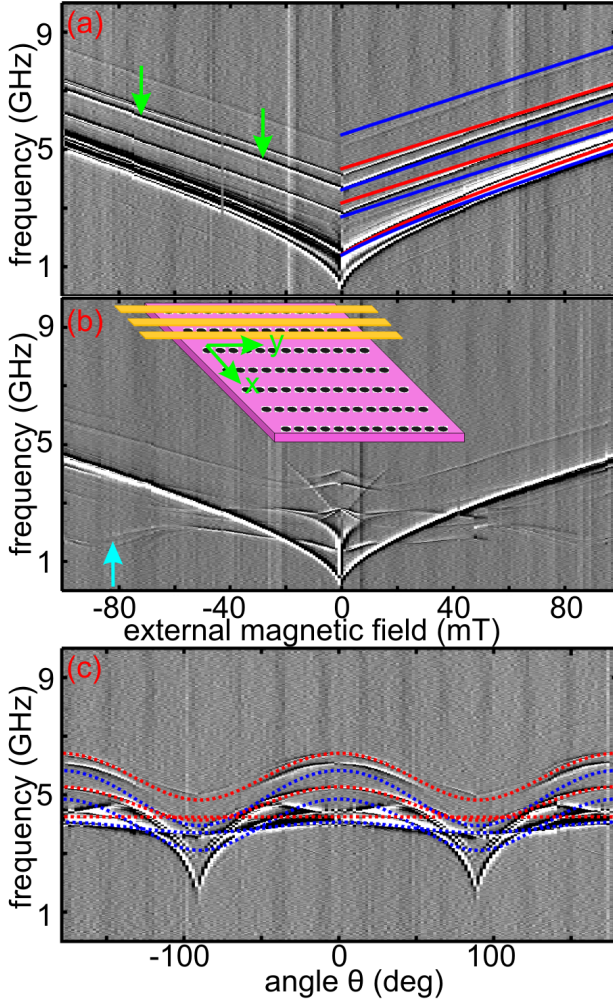 (a)
9
5
1
frequency (GHz)
(b)
9
5
1
frequency (GHz)
y
x
-80 -40 0 40 80
external magnetic field (mT)
(c)
9
5
1
frequency (GHz)
-100 0 100
angle θ (deg)